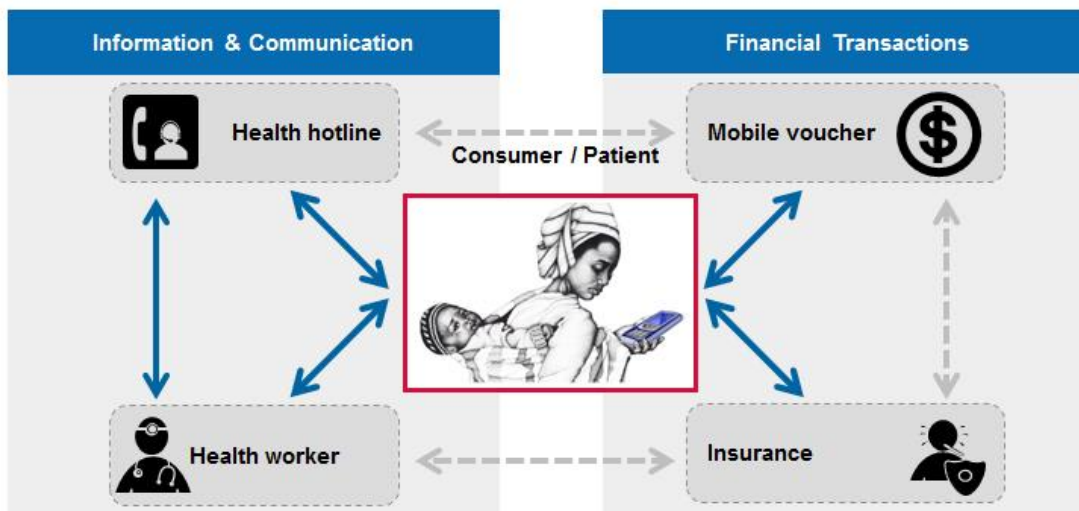 Information & Communication
Financial Transactions
Health hotline
Mobile voucher
Consumer / Patient
Health worker
Insurance